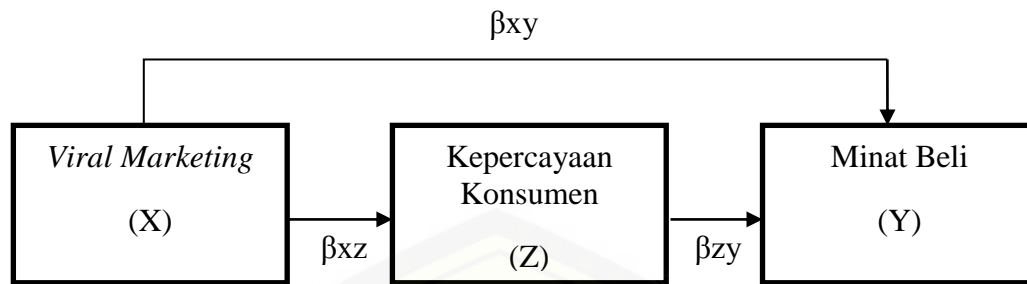 βxy
Viral Marketing
(X)
Kepercayaan
Konsumen
(Z)
Minat Beli
(Y)
βxz
βzy